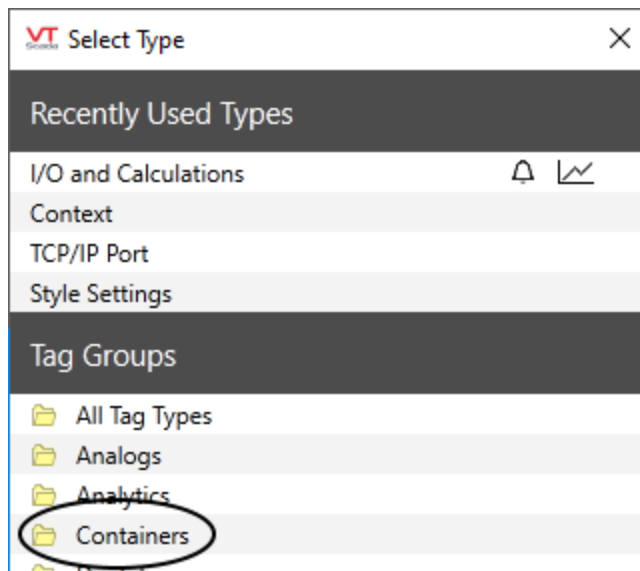 VT
Scada
Select Type
Recently Used Types
I/O and Calculations
Context
TCP/IP Port
Style Settings
Tag Groups
All Tag Types
Analogs
Analytics
Containers